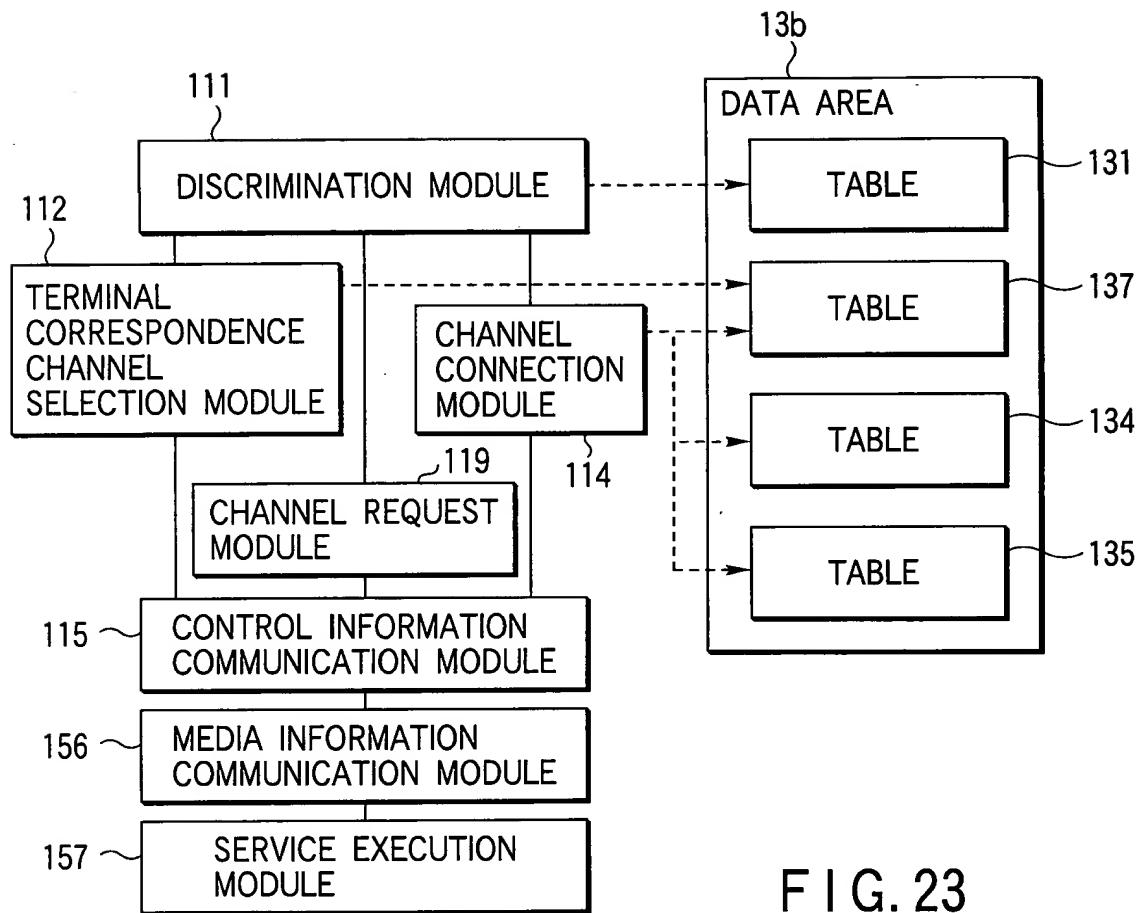 13b
111
DATA AREA
DISCRIMINATION MODULE
TABLE
131
112
TERMINAL
CORRESPONDENCE
CHANNEL
SELECTION MODULE
CHANNEL
CONNECTION
MODULE
TABLE
137
114
119
TABLE
134
CHANNEL REQUEST
MODULE
TABLE
135
115
CONTROL INFORMATION
COMMUNICATION MODULE
156
MEDIA INFORMATION
COMMUNICATION MODULE
157
SERVICE EXECUTION
MODULE
FIG. 23